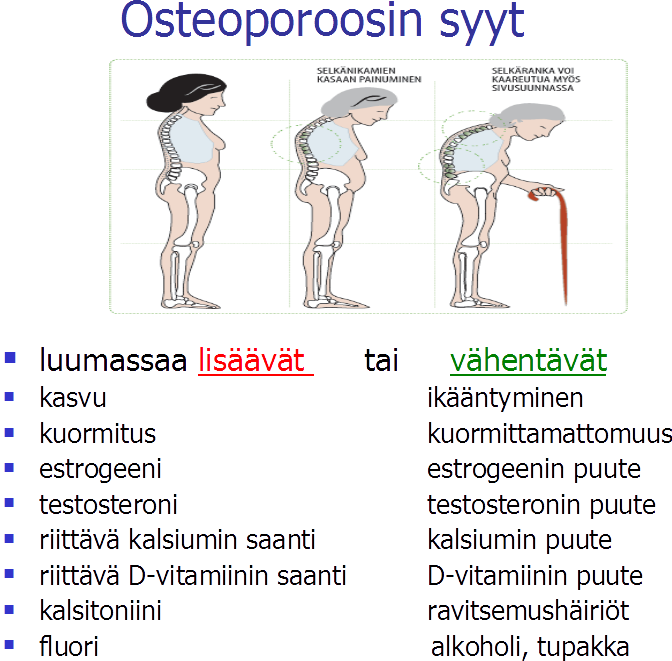 Osteoporoosin syyt
SELKÄNIKAMIEN
KASAAN PAINUMINEN
SELKÄRANKA VOI
KAAREUTUA MYÖS
SIVUSUUNNASSA
luumassaa lisäävät tai vähentävät
kasvu ikääntyminen
kuormitus kuormittamattomuus
estrogeeni estrogeenin puute
testosteroni testosteronin puute
riittävä kalsiumin saanti kalsiumin puute
riittävä D-vitamiinin saanti D-vitamiinin puute
kalsitoniini ravitsemushäiriöt
fluori alkoholi, tupakka